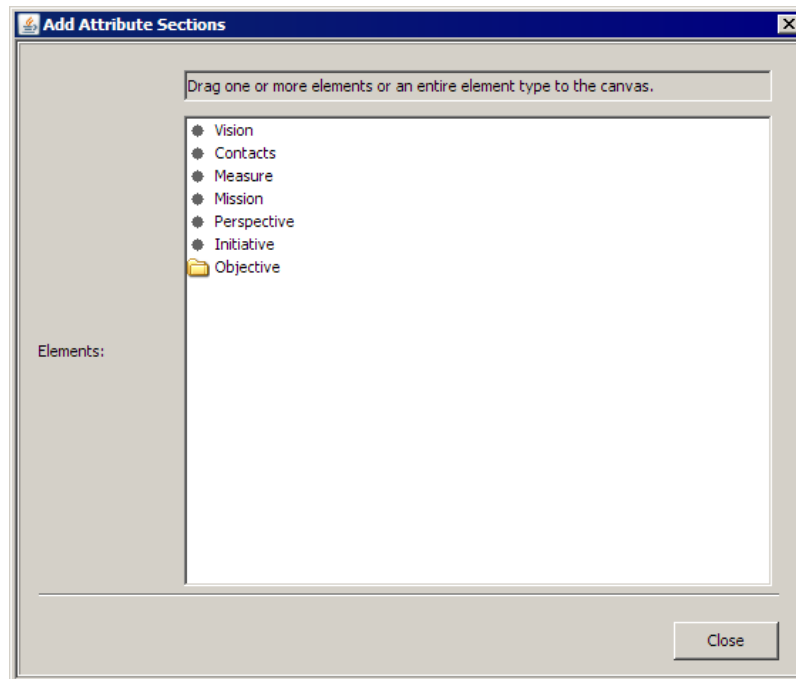 Add Attribute Sections
Drag one or more elements or an entire element type to the canvas.
Vision
Contacts
Measure
Mission
Perspective
Initiative
Objective
Elements:
Close